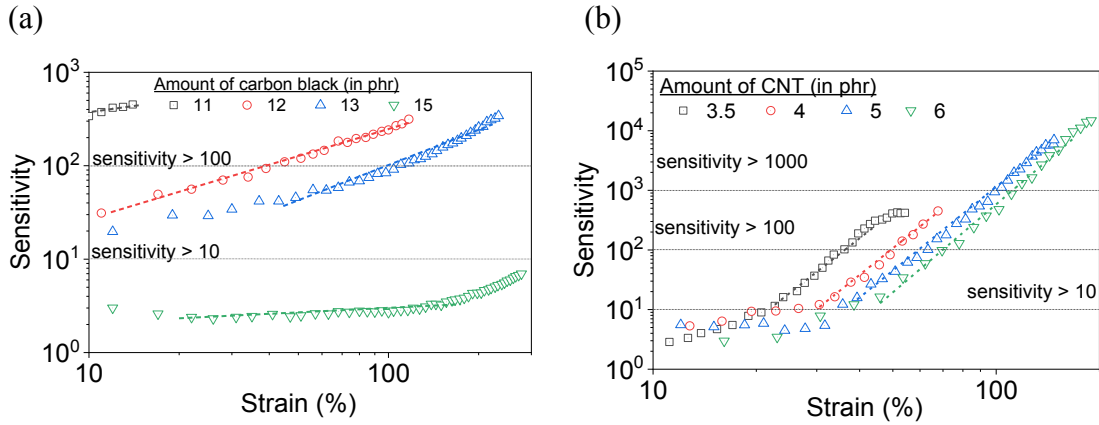 (a)
(b)
Sensitivity
10³
10²
10¹
10⁰
Amount of carbon black (in phr)
11 12 13 15
sensitivity > 100
sensitivity > 10
10 100
Strain (%)
Sensitivity
10⁵
10⁴
10³
10²
10¹
10⁰
Amount of CNT (in phr)
3.5 4 5 6
sensitivity > 1000
sensitivity > 100
sensitivity > 10
10 100
Strain (%)